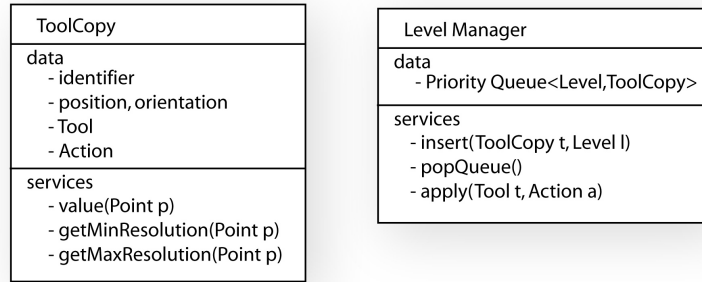 ToolCopy
data
- identifier
- position, orientation
- Tool
- Action
services
- value(Point p)
- getMinResolution(Point p)
- getMaxResolution(Point p)
Level Manager
data
- Priority Queue<Level,ToolCopy>
services
- insert(ToolCopy t, Level l)
- popQueue()
- apply(Tool t, Action a)